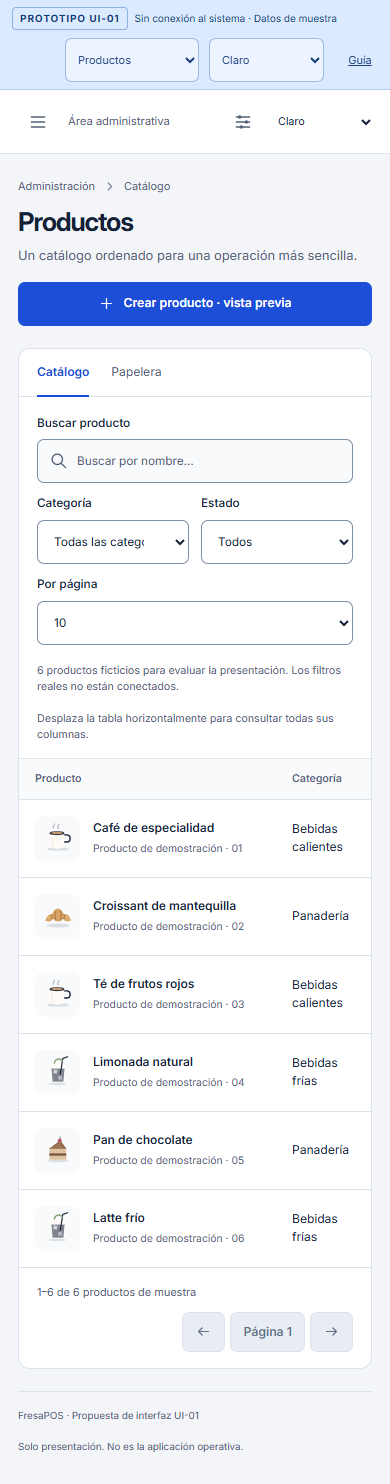 PROTOTIPO UI-01 Sin conexión al sistema · Datos de muestra
Productos Claro Guía
Área administrativa Claro
Administración Catálogo
Productos
Un catálogo ordenado para una operación más sencilla.
Crear producto · vista previa
Catálogo Papelera
Buscar producto
Buscar por nombre...
Categoría Estado
Todas las categ Todos
Por página
10
6 productos ficticios para evaluar la presentación. Los filtros
reales no están conectados.
Desplaza la tabla horizontalmente para consultar todas sus
columnas.
Producto Categoría
Café de especialidad
Producto de demostración · 01
Bebidas
calientes
Croissant de mantequilla
Producto de demostración · 02
Panadería
Té de frutos rojos
Producto de demostración · 03
Bebidas
calientes
Limonada natural
Producto de demostración · 04
Bebidas
frías
Pan de chocolate
Producto de demostración · 05
Panadería
Latte frío
Producto de demostración · 06
Bebidas
frías
1–6 de 6 productos de muestra
Página 1
FresaPOS · Propuesta de interfaz UI-01
Solo presentación. No es la aplicación operativa.